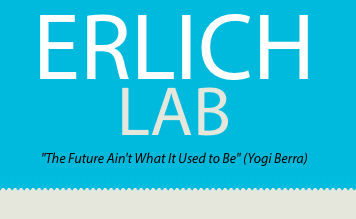 ERLICH
LAB
"The Future Ain't What It Used to Be" (Yogi Berra)